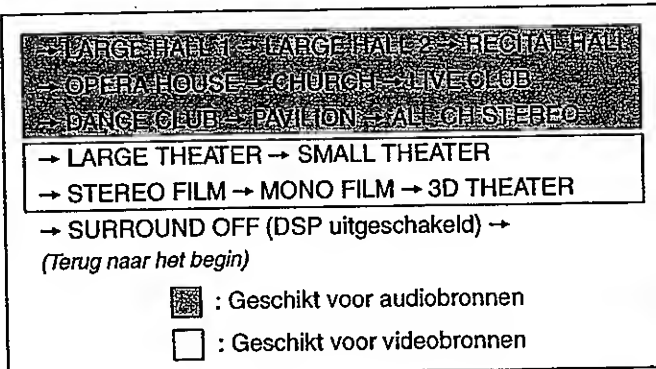 → LARGE HALL 1 → LARGE HALL 2 → RECITAL HALL
→ OPERA HOUSE → CHURCH → LIVE CLUB
→ DANCE CLUB → PAVILION → ALL CH STEREO
→ LARGE THEATER → SMALL THEATER
→ STEREO FILM → MONO FILM → 3D THEATER
→ SURROUND OFF (DSP uitgeschakeld) →
(Terug naar het begin)
: Geschikt voor audiobronnen
: Geschikt voor videobronnen